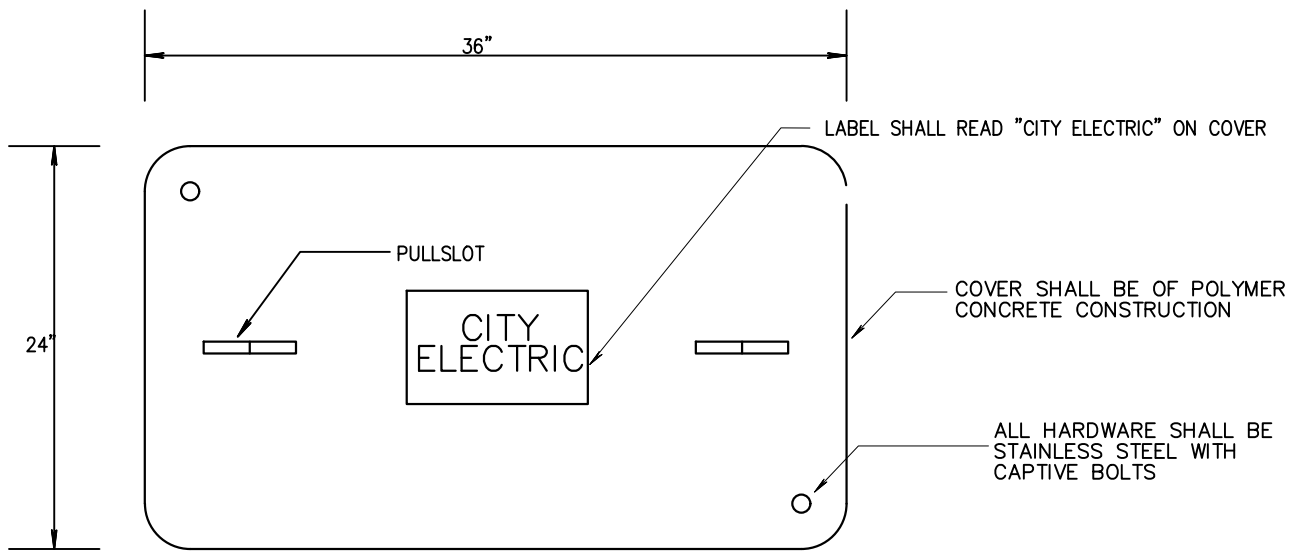 36"
LABEL SHALL READ "CITY ELECTRIC" ON COVER
PULLSLOT
COVER SHALL BE OF POLYMER
CONCRETE CONSTRUCTION
CITY
ELECTRIC
24"
ALL HARDWARE SHALL BE
STAINLESS STEEL WITH
CAPTIVE BOLTS